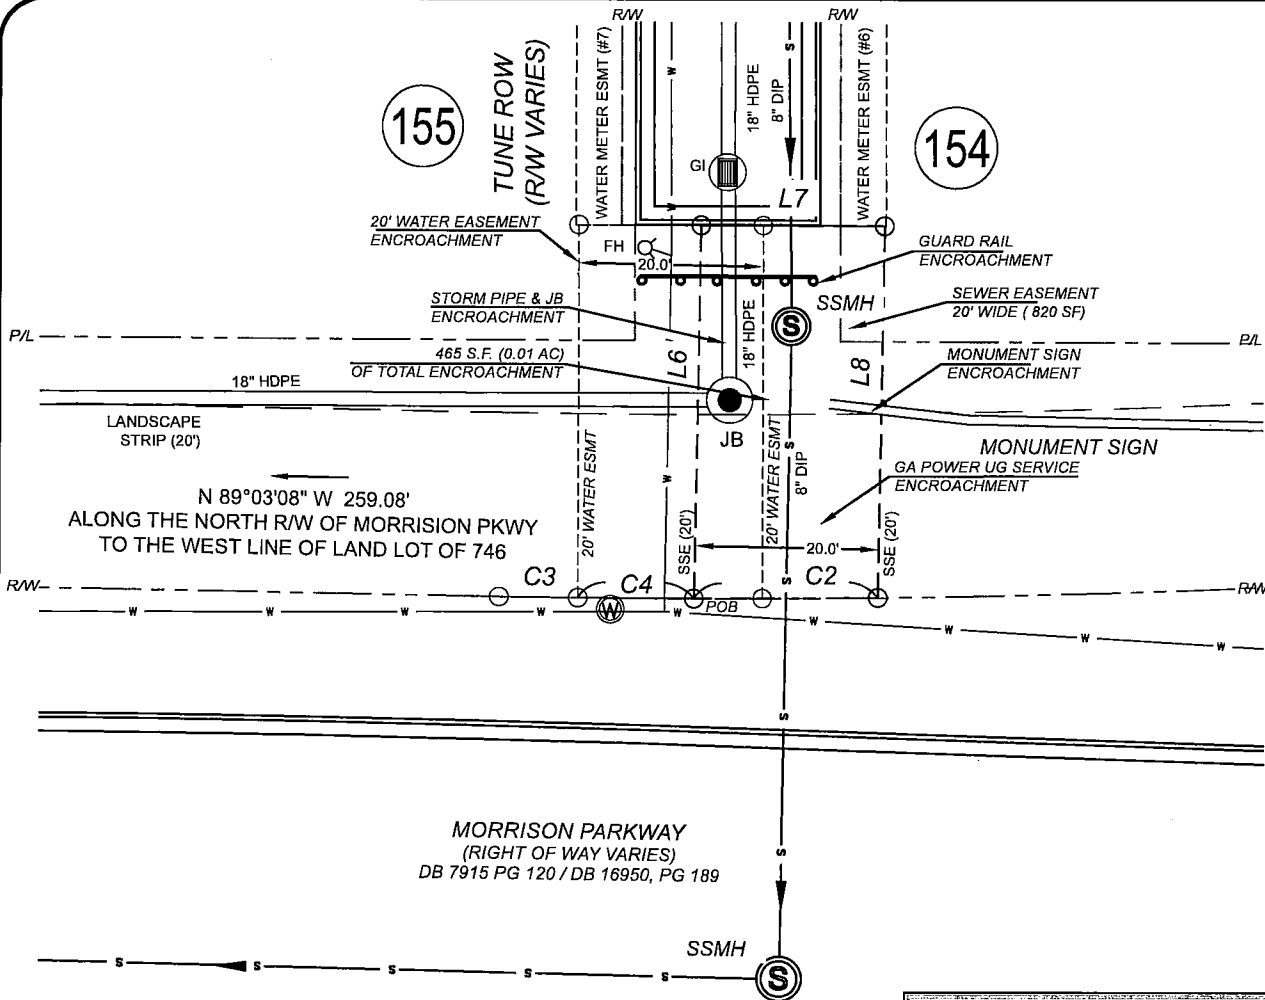 R/W
R/W
155
TUNE ROW
(R/W VARIES)
WATER METER ESMT (#7)
W
18" HDPE
8" DIP
S
WATER METER ESMT (#6)
154
GI
L7
W
20' WATER EASEMENT
ENCROACHMENT
FH
20.0'
GUARD RAIL
ENCROACHMENT
STORM PIPE & JB
ENCROACHMENT
SSMH
S
SEWER EASEMENT
20' WIDE ( 820 SF)
P/L
P/L
465 S.F. (0.01 AC)
OF TOTAL ENCROACHMENT
L6
18" HDPE
L8
MONUMENT SIGN
ENCROACHMENT
18" HDPE
LANDSCAPE
STRIP (20')
JB
MONUMENT SIGN
S
20' WATER ESMT
W
20' WATER ESMT
8" DIP
GA POWER UG SERVICE
ENCROACHMENT
N 89°03'08" W 259.08'
ALONG THE NORTH R/W OF MORRISION PKWY
TO THE WEST LINE OF LAND LOT OF 746
SSE (20')
20.0'
SSE (20')
R/W
C3
C4
S
C2
R/W
POB
W
W
W
W
W
W
W
W
W
W
S
MORRISON PARKWAY
(RIGHT OF WAY VARIES)
DB 7915 PG 120 / DB 16950, PG 189
S
SSMH
S
S
S
S
S
S